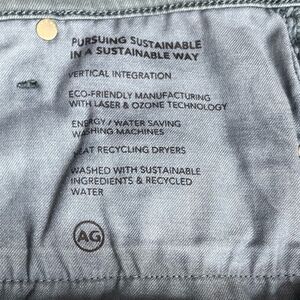 PURSUING SUSTAINABLE
IN A SUSTAINABLE WAY
VERTICAL INTEGRATION
ECO-FRIENDLY MANUFACTURING
WITH LASER & OZONE TECHNOLOGY
ENERGY / WATER SAVING
WASHING MACHINES
HEAT RECYCLING DRYERS
WASHED WITH SUSTAINABLE
INGREDIENTS & RECYCLED
WATER
AG